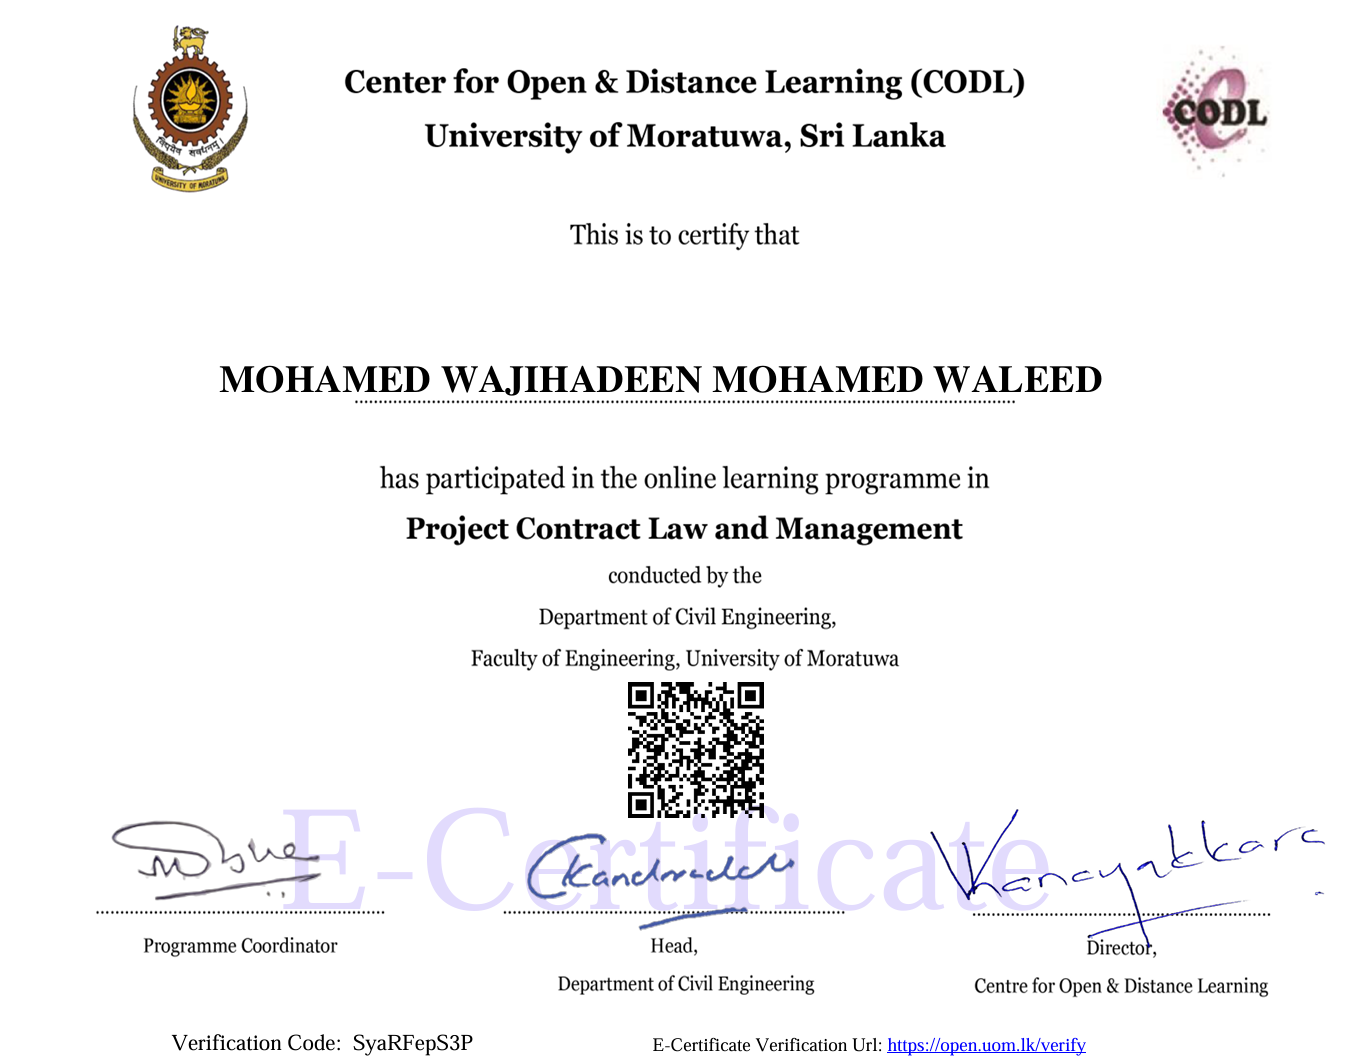 Center for Open & Distance Learning (CODL)
University of Moratuwa, Sri Lanka
UNIVERSITY OF MORATUWA
CODL
This is to certify that
MOHAMED WAJIHADEEN MOHAMED WALEED
has participated in the online learning programme in
Project Contract Law and Management
conducted by the
Department of Civil Engineering,
Faculty of Engineering, University of Moratuwa
E-Certificate
Programme Coordinator
Head,
Department of Civil Engineering
Director,
Centre for Open & Distance Learning
Verification Code: SyaRFepS3P
E-Certificate Verification Url: https://open.uom.lk/verify